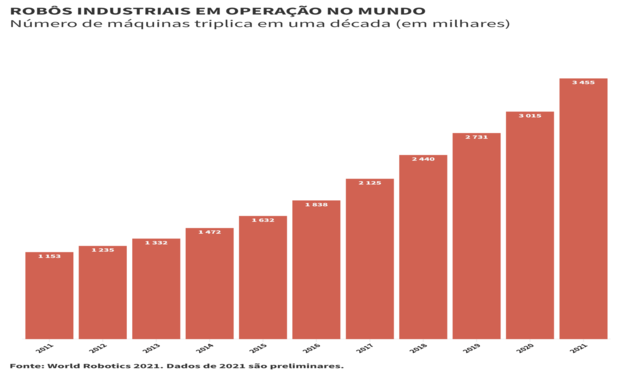 ROBÔS INDUSTRIAIS EM OPERAÇÃO NO MUNDO
Número de máquinas triplica em uma década (em milhares)
3 455
3 015
2 731
2 440
2 125
1 838
1 632
1 472
1 332
1 235
1 153
2011 2012 2013 2014 2015 2016 2017 2018 2019 2020 2021
Fonte: World Robotics 2021. Dados de 2021 são preliminares.